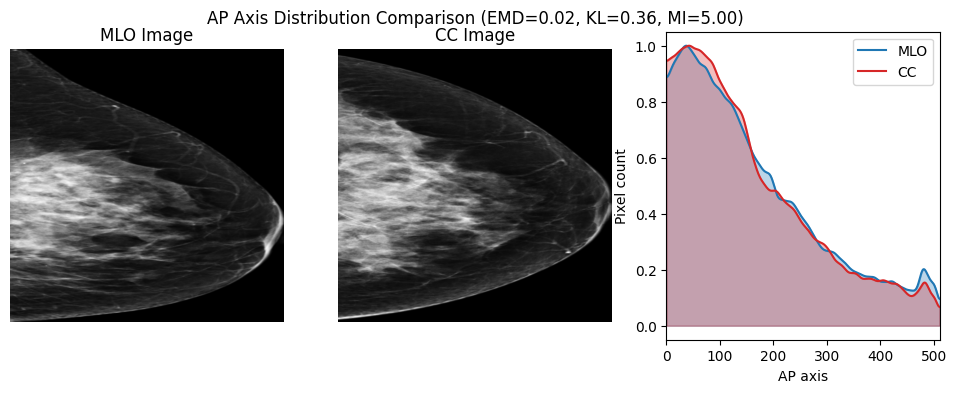 AP Axis Distribution Comparison (EMD=0.02, KL=0.36, MI=5.00)
MLO Image
CC Image
MLO
CC
Pixel count
1.0
0.8
0.6
0.4
0.2
0.0
0 100 200 300 400 500
AP axis